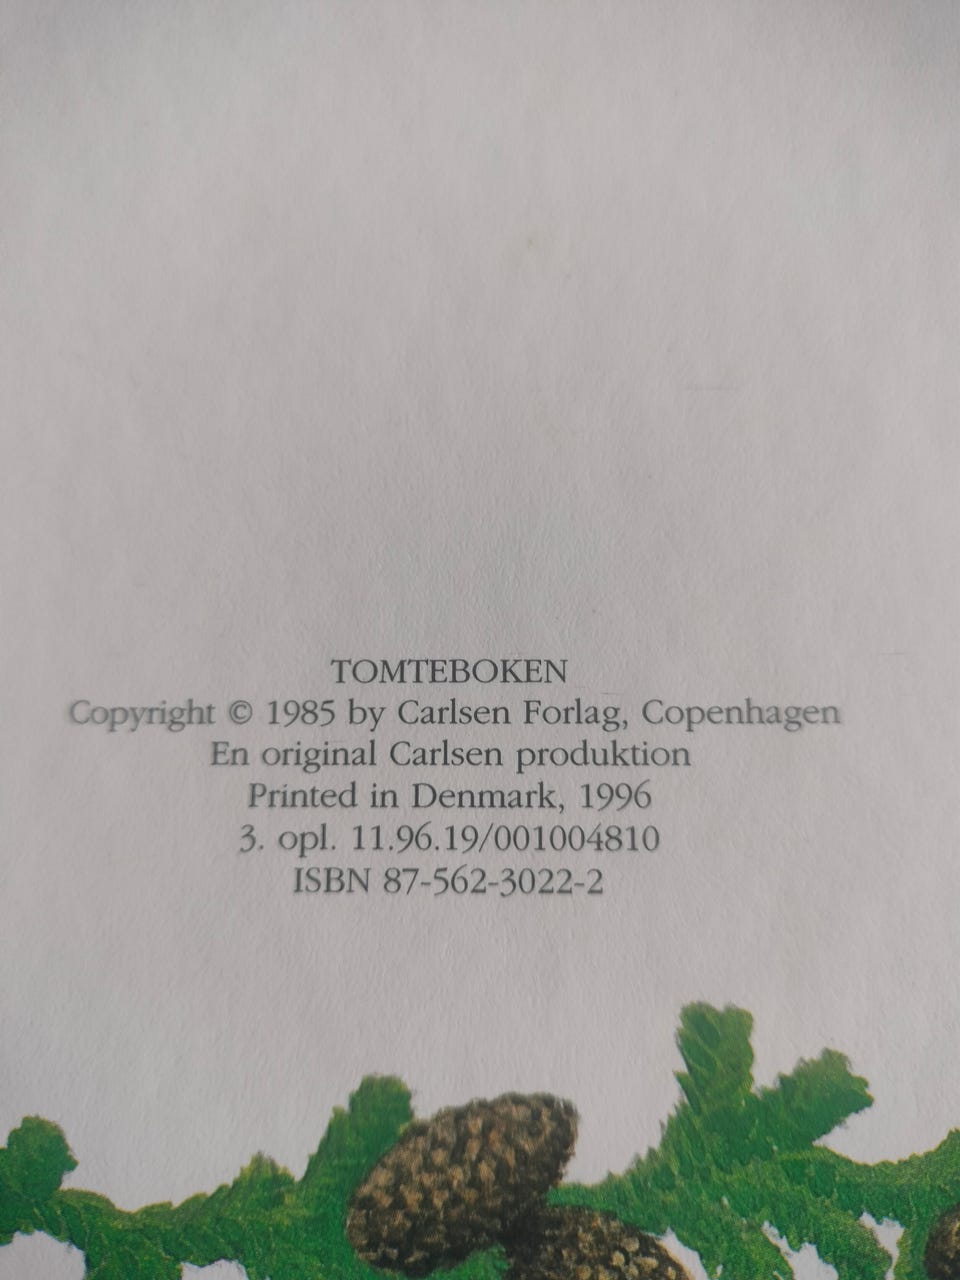 TOMTEBOKEN
Copyright © 1985 by Carlsen Forlag, Copenhagen
En original Carlsen produktion
Printed in Denmark, 1996
3. opl. 11.96.19/001004810
ISBN 87-562-3022-2